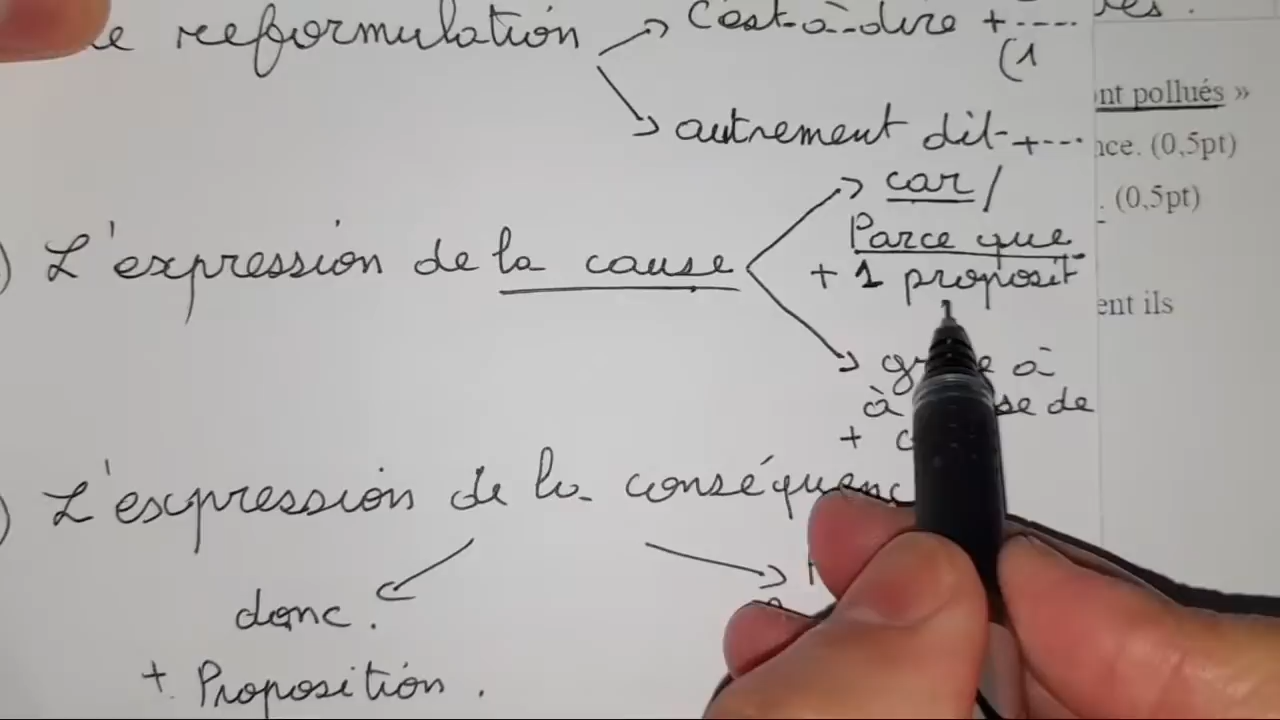 reformulation → c'est-à-dire + ----
(1
→ autrement dit + ---
L'expression de la cause → car /
Parce que
+ 1 proposit
→ à
à de
+
L'expression de la
donc.
+ Proposition.
nt pollués »
nce. (0,5pt)
. (0,5pt)
ent ils